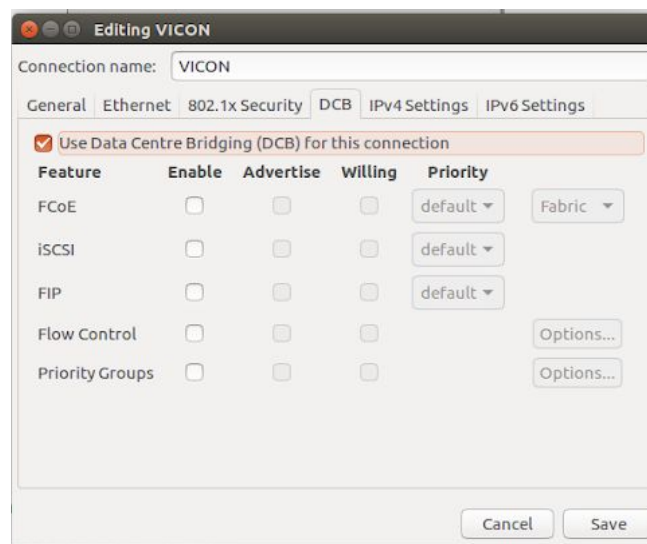 Editing VICON
Connection name: VICON
General Ethernet 802.1x Security DCB IPv4 Settings IPv6 Settings
Use Data Centre Bridging (DCB) for this connection
Feature Enable Advertise Willing Priority
FCoE default Fabric
iSCSI default
FIP default
Flow Control Options...
Priority Groups Options...
Cancel Save